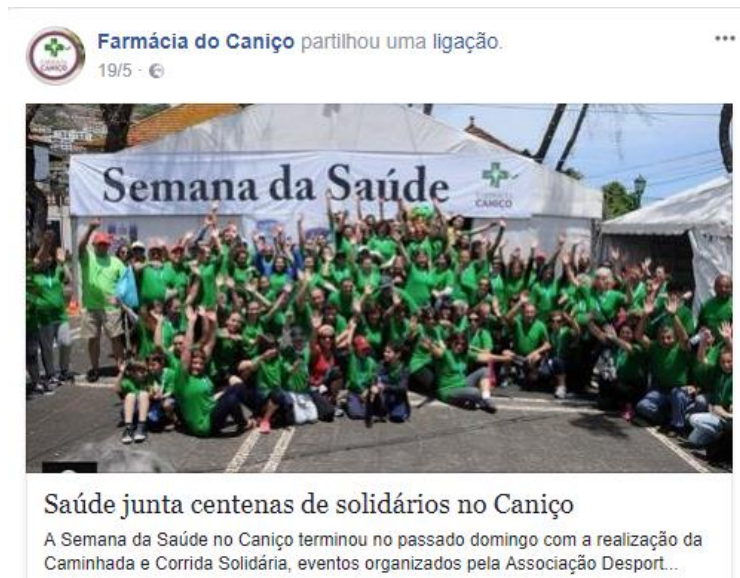 Farmácia do Caniço partilhou uma ligação.
19/5 ·
Semana da Saúde
CANIÇO
Saúde junta centenas de solidários no Caniço
A Semana da Saúde no Caniço terminou no passado domingo com a realização da
Caminhada e Corrida Solidária, eventos organizados pela Associação Desport...